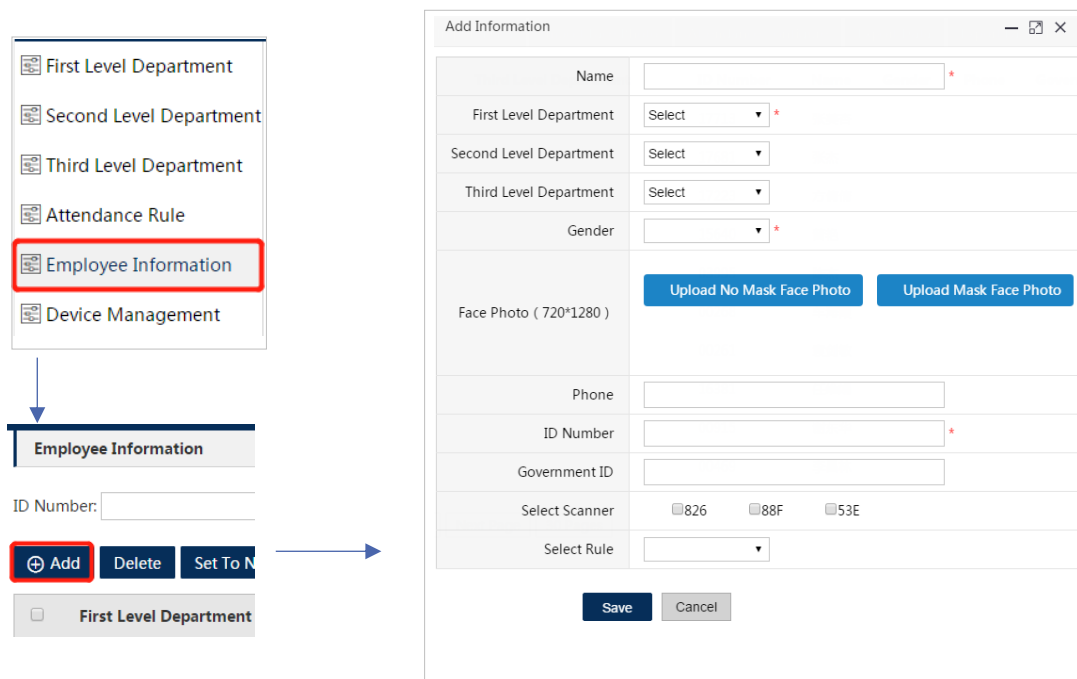 First Level Department
Second Level Department
Third Level Department
Attendance Rule
Employee Information
Device Management
Employee Information
ID Number:
Add Delete Set To N
First Level Department
Add Information
Name *
First Level Department Select *
Second Level Department Select
Third Level Department Select
Gender *
Face Photo ( 720*1280 ) Upload No Mask Face Photo Upload Mask Face Photo
Phone
ID Number *
Government ID
Select Scanner 826 88F 53E
Select Rule
Save Cancel